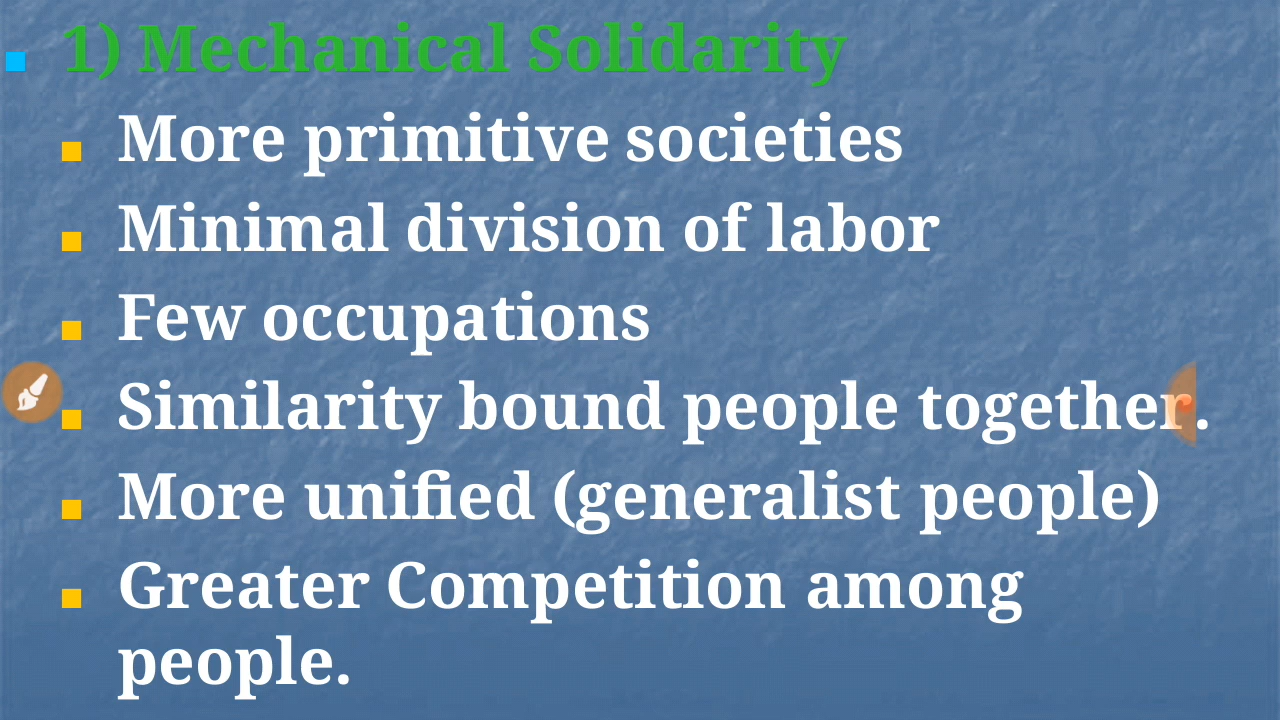 1) Mechanical Solidarity
More primitive societies
Minimal division of labor
Few occupations
Similarity bound people together.
More unified (generalist people)
Greater Competition among
people.